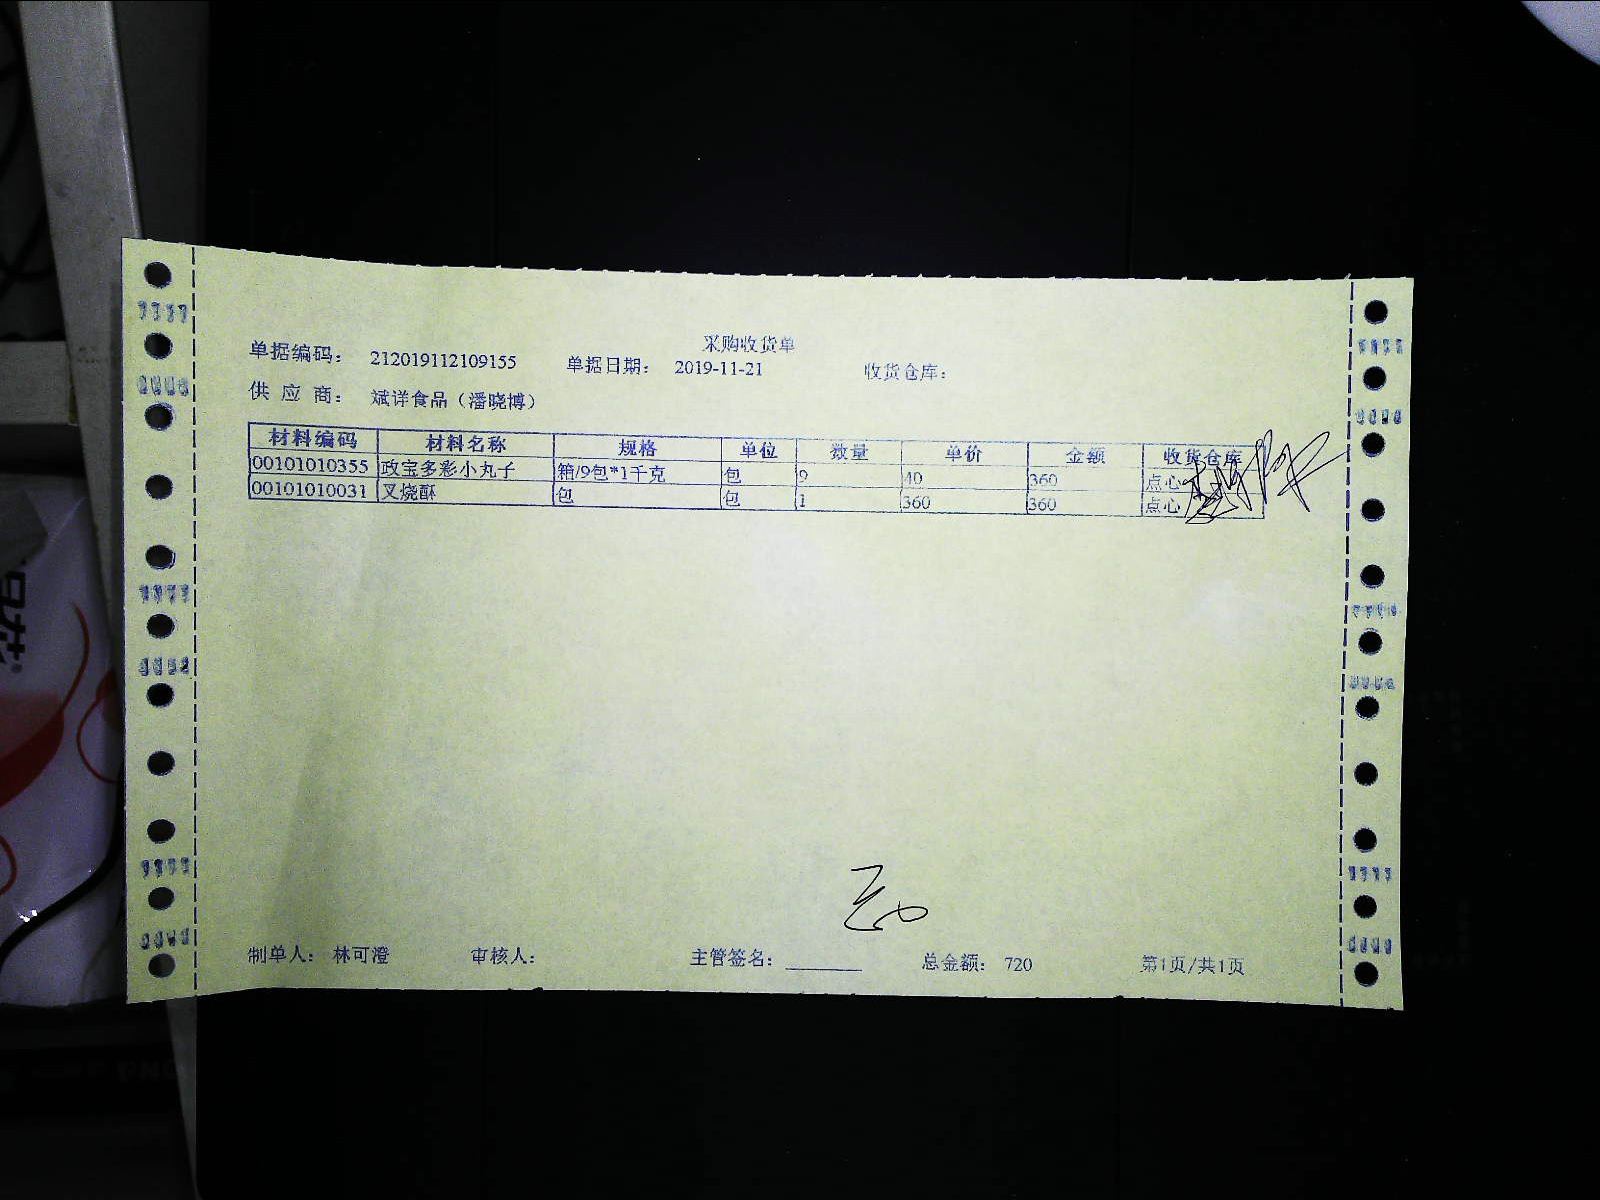 采购收货单
单据编码： 212019112109155 单据日期： 2019-11-21 收货仓库：
供 应 商： 斌详食品（潘晓博）
材料编码 材料名称 规格 单位 数量 单价 金额 收货仓库
00101010355 政宝多彩小丸子 箱/9包*1千克 包 9 40 360 点心
00101010031 叉烧酥 包 包 1 360 360 点心
制单人： 林可澄 审核人： 主管签名：______ 总金额： 720 第1页/共1页